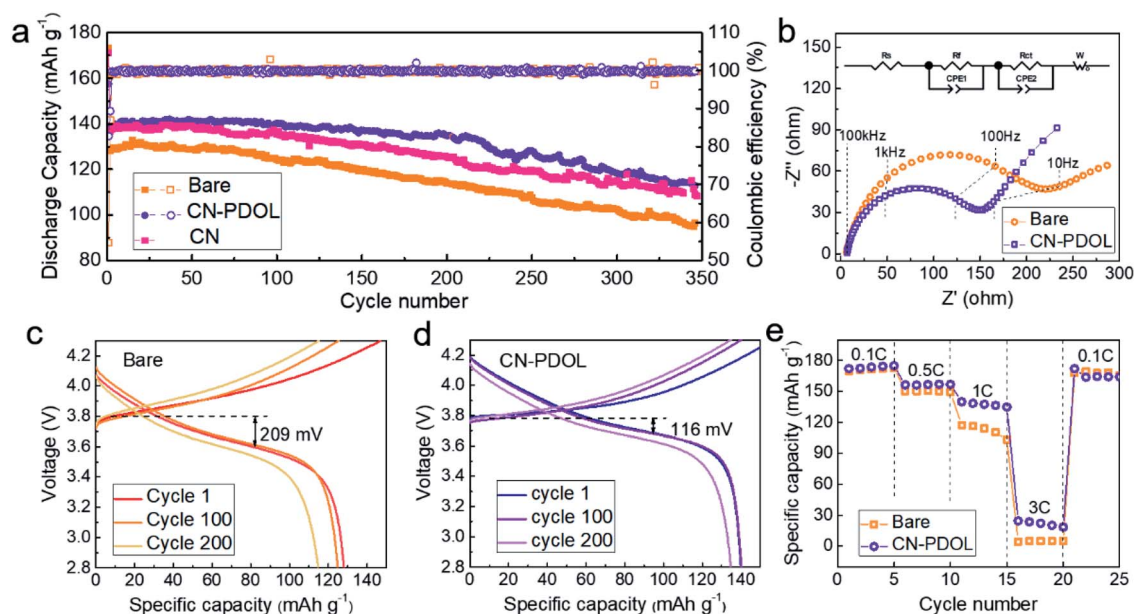 a
Discharge Capacity (mAh g⁻¹)
180
160
140
120
100
80
0 50 100 150 200 250 300 350
Cycle number
110
100
90
80
70
60
50
Coulombic efficiency (%)
Bare
CN-PDOL
CN
b
-Z'' (ohm)
150
120
90
60
30
0
0 50 100 150 200 250 300
Z' (ohm)
Rs Rf Rct W
CPE1 CPE2
100kHz
1kHz
100Hz
10Hz
Bare
CN-PDOL
c
Bare
Voltage (V)
4.2
4.0
3.8
3.6
3.4
3.2
3.0
2.8
209 mV
Cycle 1
Cycle 100
Cycle 200
0 20 40 60 80 100 120 140
Specific capacity (mAh g⁻¹)
d
CN-PDOL
Voltage (V)
4.2
4.0
3.8
3.6
3.4
3.2
3.0
2.8
116 mV
cycle 1
cycle 100
cycle 200
0 20 40 60 80 100 120 140
Specific capacity (mAh g⁻¹)
e
Specific capacity (mAh g⁻¹)
180
150
120
90
60
30
0
0.1C
0.5C
1C
3C
0.1C
Bare
CN-PDOL
0 5 10 15 20 25
Cycle number